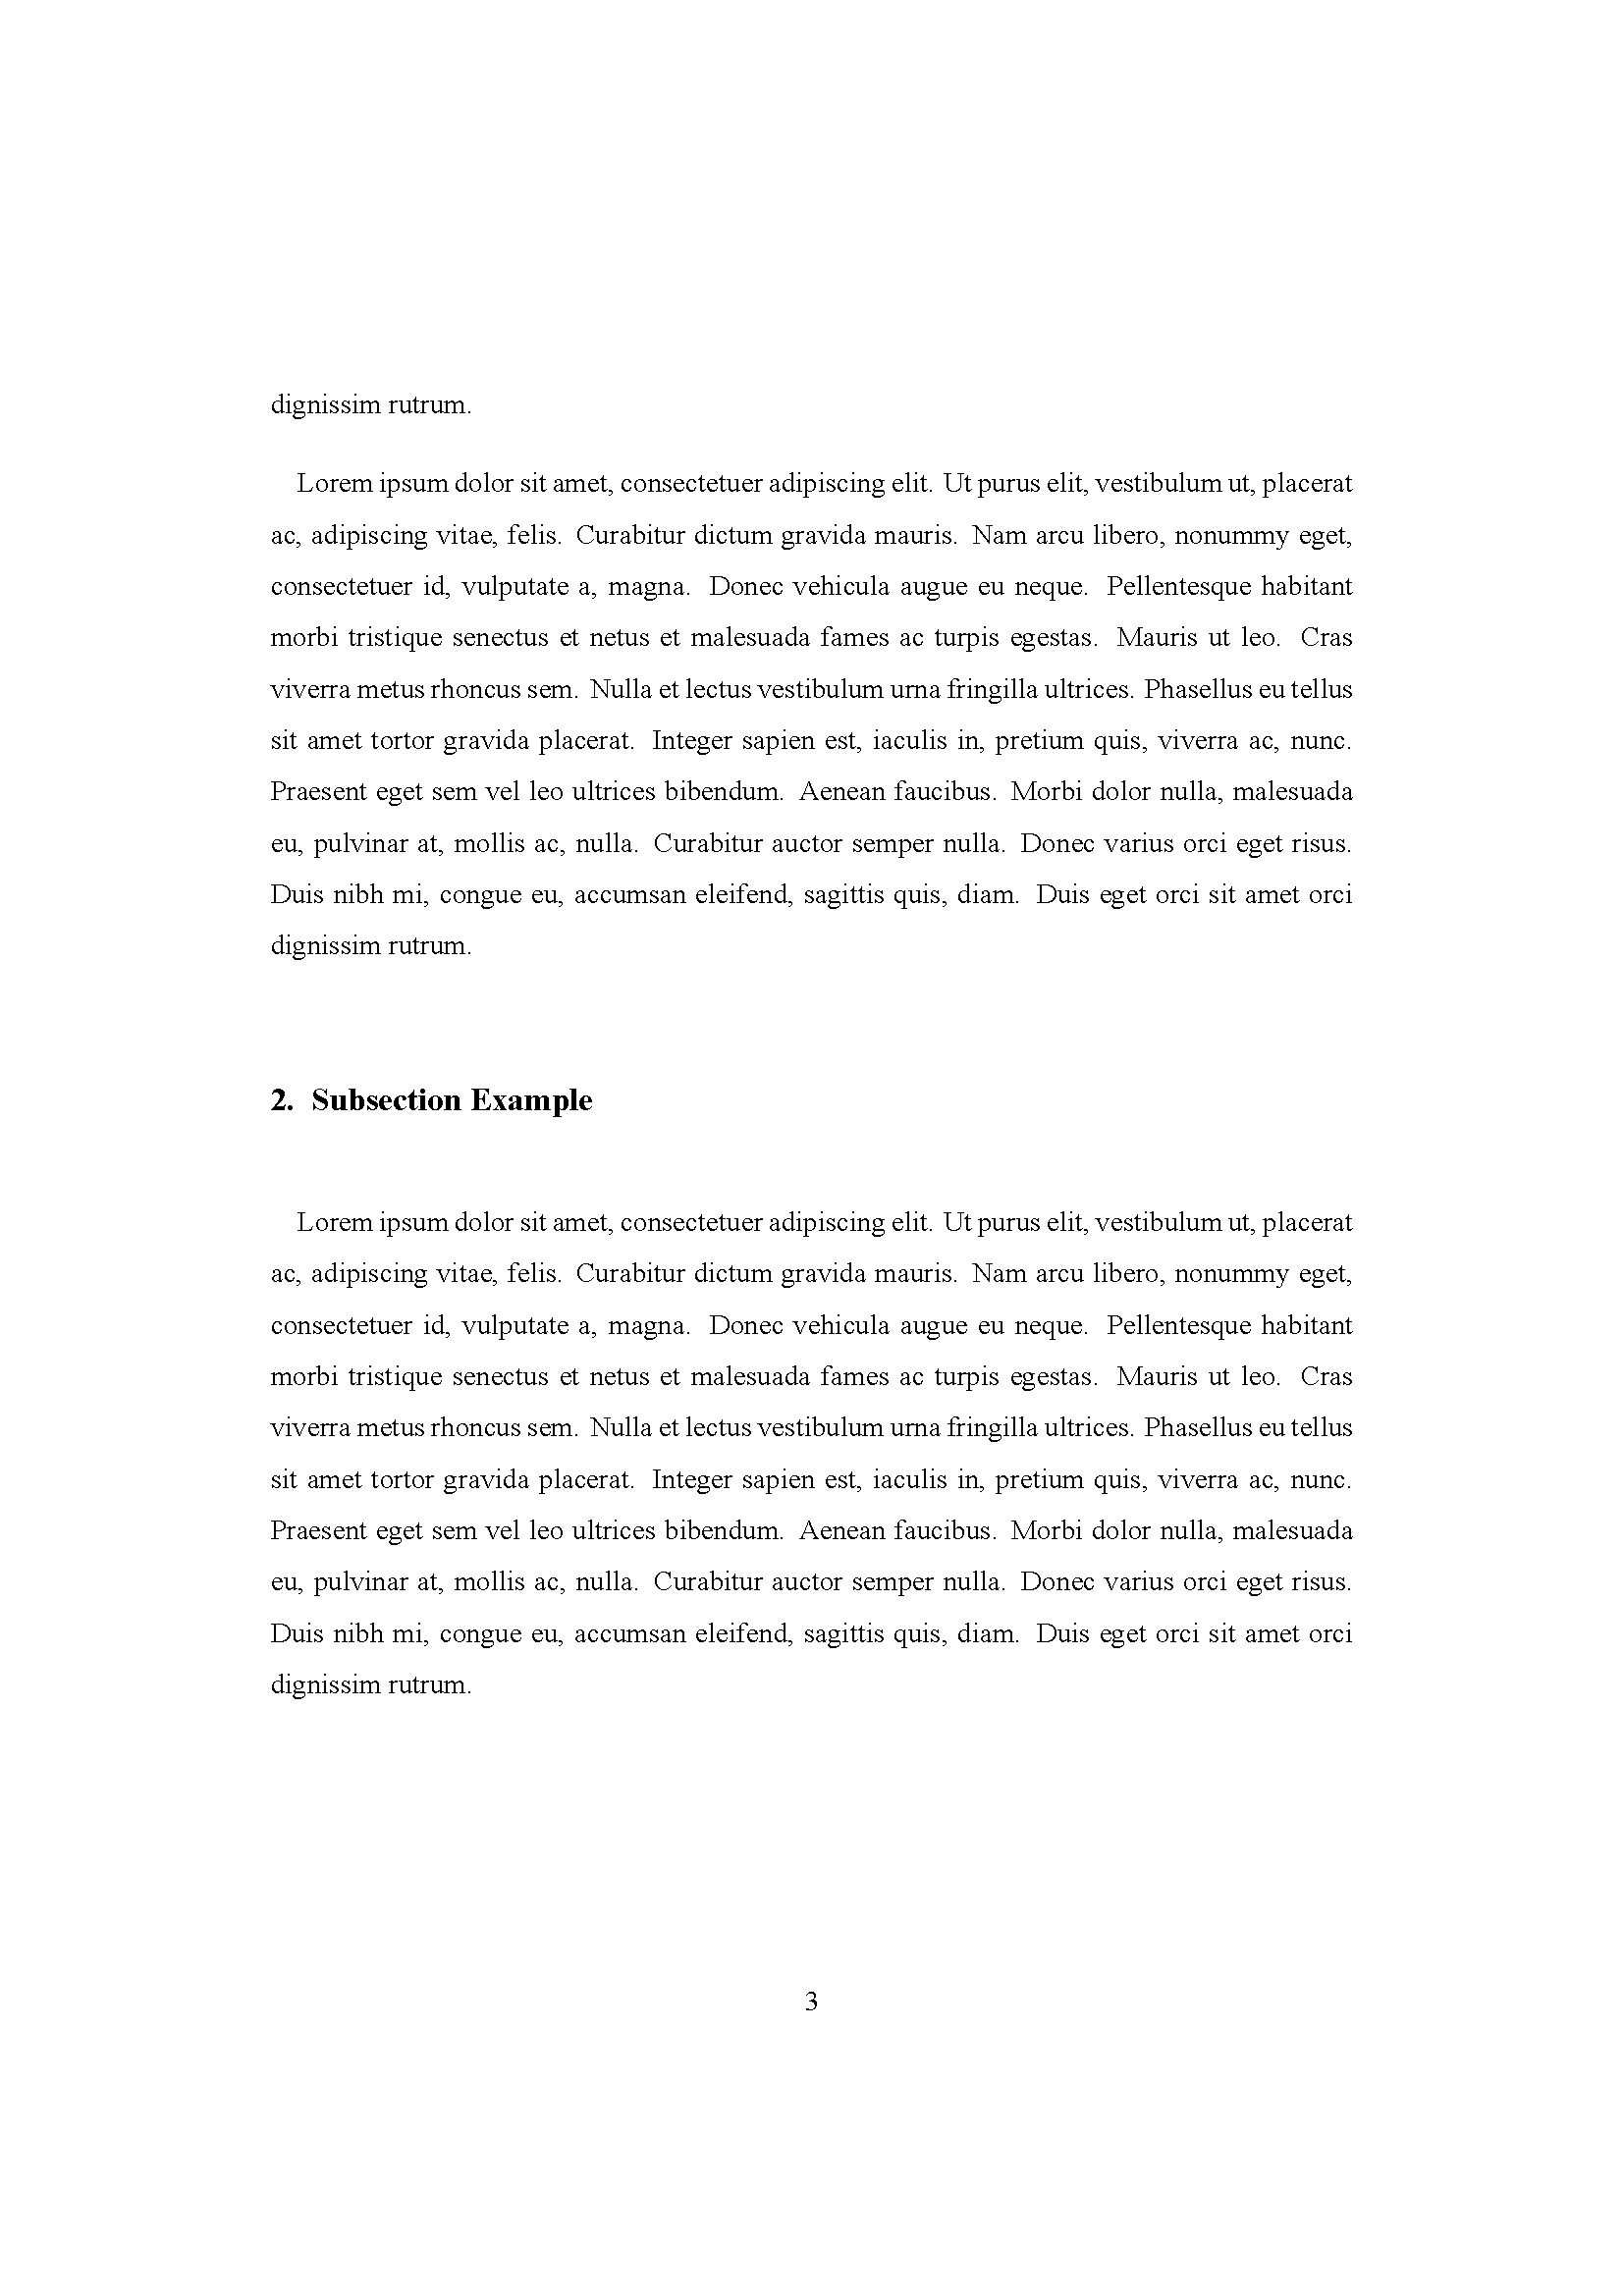 dignissim rutrum.
Lorem ipsum dolor sit amet, consectetuer adipiscing elit. Ut purus elit, vestibulum ut, placerat
ac, adipiscing vitae, felis. Curabitur dictum gravida mauris. Nam arcu libero, nonummy eget,
consectetuer id, vulputate a, magna. Donec vehicula augue eu neque. Pellentesque habitant
morbi tristique senectus et netus et malesuada fames ac turpis egestas. Mauris ut leo. Cras
viverra metus rhoncus sem. Nulla et lectus vestibulum urna fringilla ultrices. Phasellus eu tellus
sit amet tortor gravida placerat. Integer sapien est, iaculis in, pretium quis, viverra ac, nunc.
Praesent eget sem vel leo ultrices bibendum. Aenean faucibus. Morbi dolor nulla, malesuada
eu, pulvinar at, mollis ac, nulla. Curabitur auctor semper nulla. Donec varius orci eget risus.
Duis nibh mi, congue eu, accumsan eleifend, sagittis quis, diam. Duis eget orci sit amet orci
dignissim rutrum.
2. Subsection Example
Lorem ipsum dolor sit amet, consectetuer adipiscing elit. Ut purus elit, vestibulum ut, placerat
ac, adipiscing vitae, felis. Curabitur dictum gravida mauris. Nam arcu libero, nonummy eget,
consectetuer id, vulputate a, magna. Donec vehicula augue eu neque. Pellentesque habitant
morbi tristique senectus et netus et malesuada fames ac turpis egestas. Mauris ut leo. Cras
viverra metus rhoncus sem. Nulla et lectus vestibulum urna fringilla ultrices. Phasellus eu tellus
sit amet tortor gravida placerat. Integer sapien est, iaculis in, pretium quis, viverra ac, nunc.
Praesent eget sem vel leo ultrices bibendum. Aenean faucibus. Morbi dolor nulla, malesuada
eu, pulvinar at, mollis ac, nulla. Curabitur auctor semper nulla. Donec varius orci eget risus.
Duis nibh mi, congue eu, accumsan eleifend, sagittis quis, diam. Duis eget orci sit amet orci
dignissim rutrum.
3